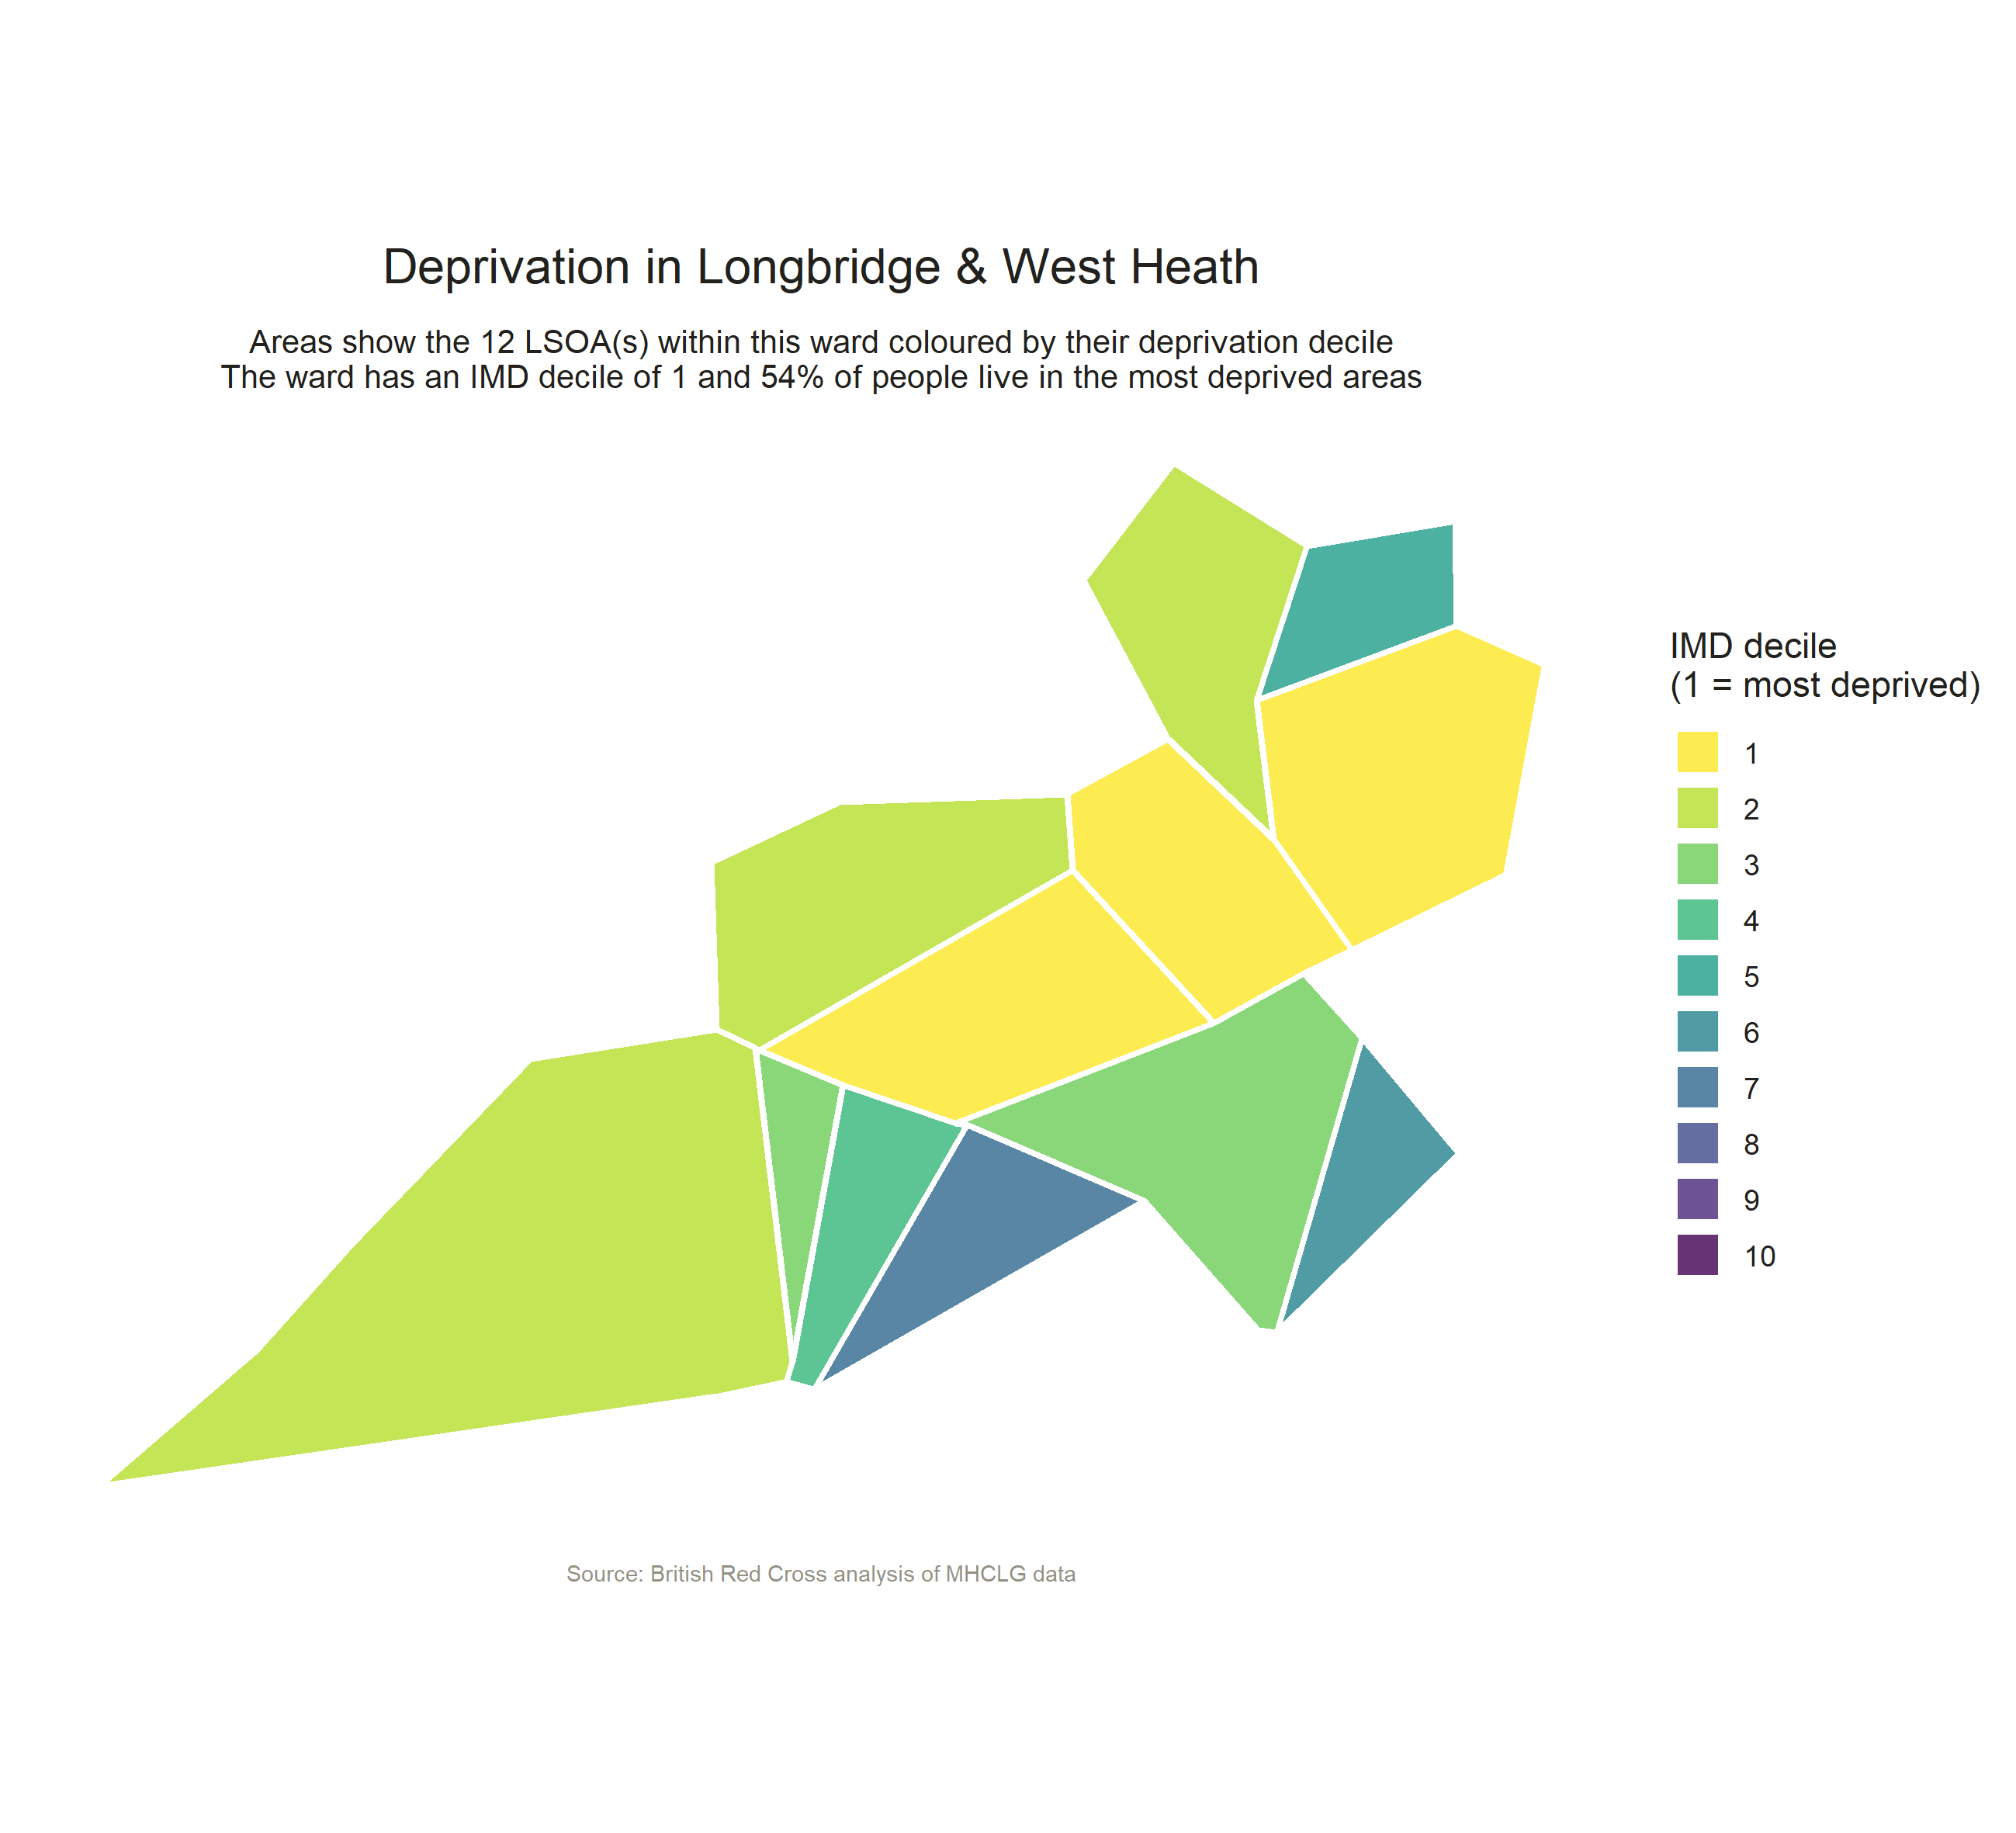 Deprivation in Longbridge & West Heath
Areas show the 12 LSOA(s) within this ward coloured by their deprivation decile
The ward has an IMD decile of 1 and 54% of people live in the most deprived areas
IMD decile
(1 = most deprived)
1
2
3
4
5
6
7
8
9
10
Source: British Red Cross analysis of MHCLG data